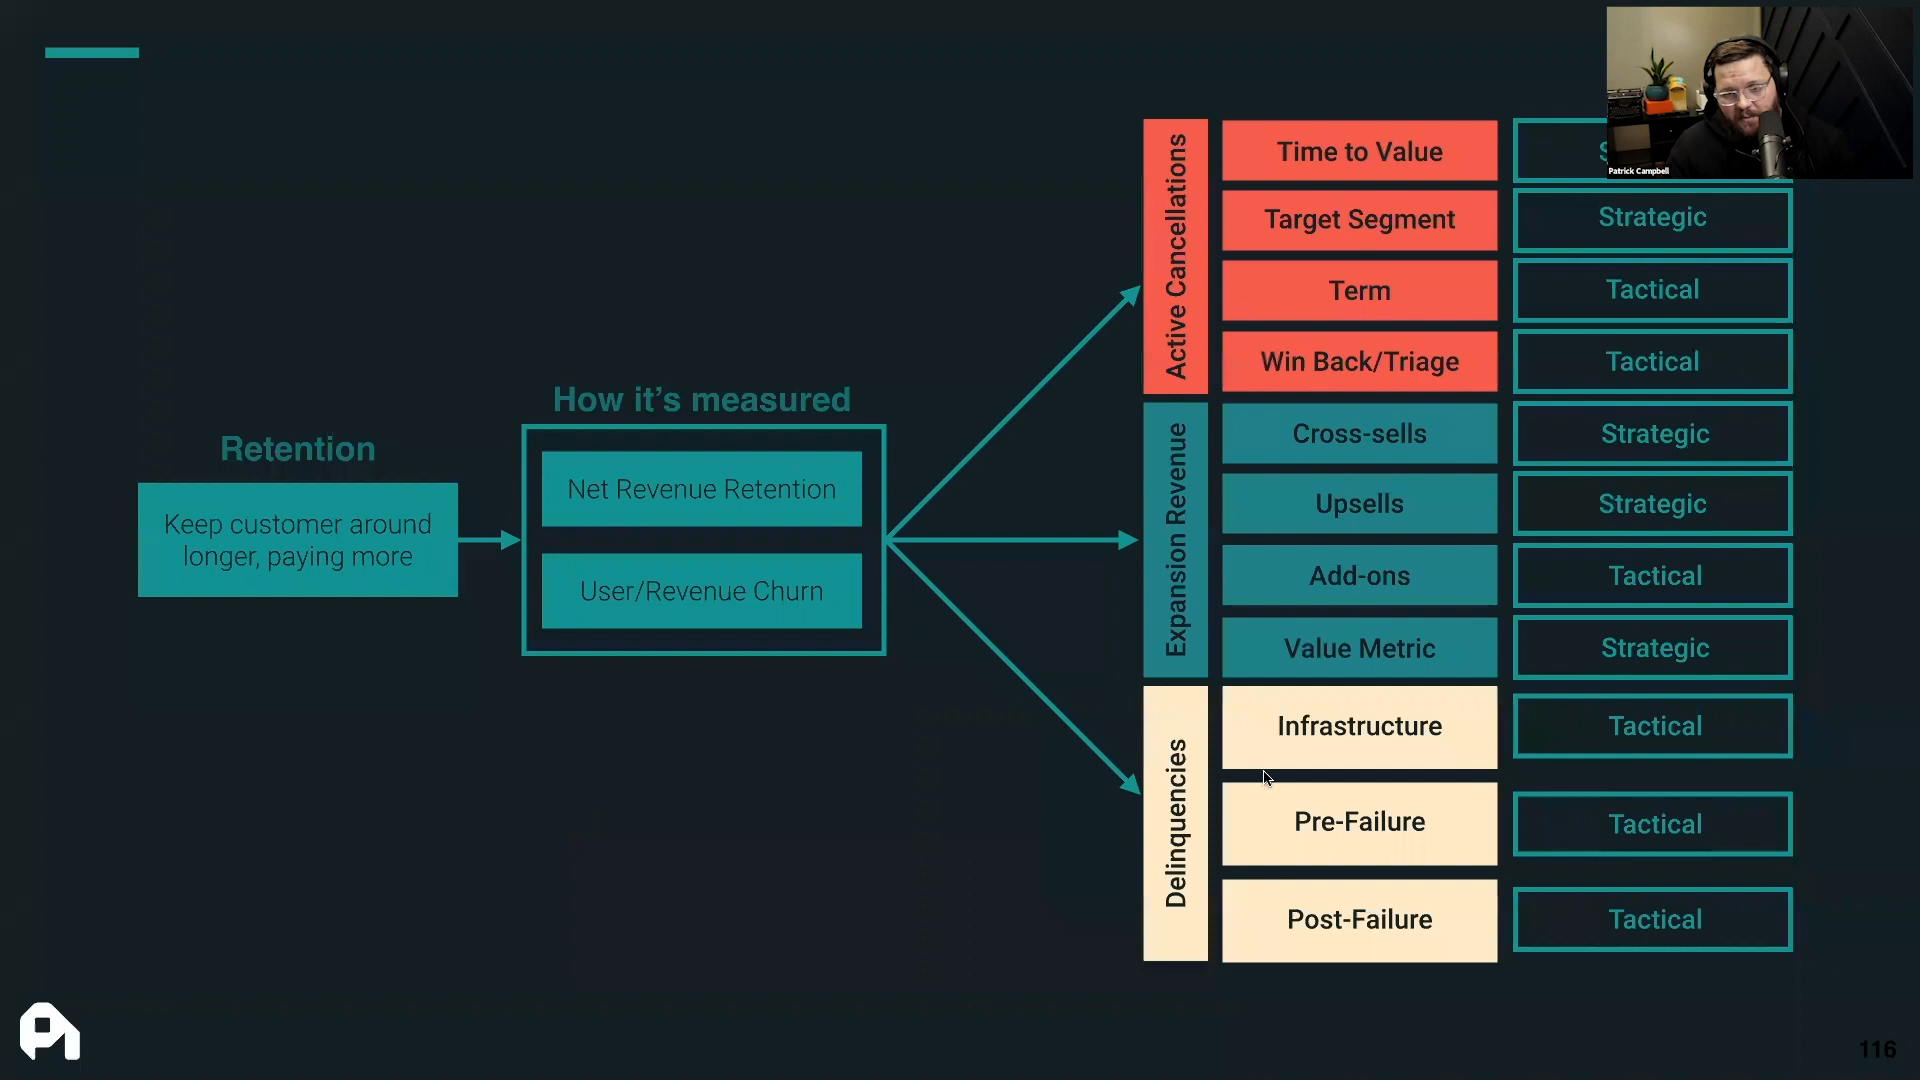 Patrick Campbell
Retention
Keep customer around
longer, paying more
How it's measured
Net Revenue Retention
User/Revenue Churn
Active Cancellations
Time to Value
Target Segment
Strategic
Term
Tactical
Win Back/Triage
Tactical
Expansion Revenue
Cross-sells
Strategic
Upsells
Strategic
Add-ons
Tactical
Value Metric
Strategic
Delinquencies
Infrastructure
Tactical
Pre-Failure
Tactical
Post-Failure
Tactical
116